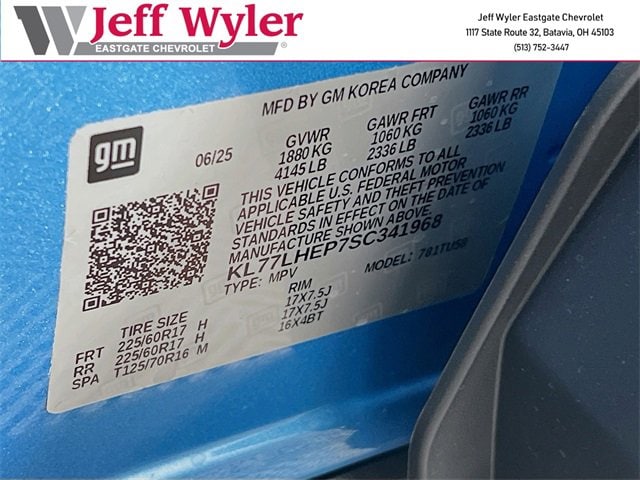 Jeff Wyler
EASTGATE CHEVROLET
Jeff Wyler Eastgate Chevrolet
1117 State Route 32, Batavia, OH 45103
(513) 752-3447
MFD BY GM KOREA COMPANY
gm
06/25
GVWR
1880 KG
4145 LB
GAWR FRT
1060 KG
2336 LB
GAWR RR
1060 KG
2336 LB
THIS VEHICLE CONFORMS TO ALL
APPLICABLE U.S. FEDERAL MOTOR
VEHICLE SAFETY AND THEFT PREVENTION
STANDARDS IN EFFECT ON THE DATE OF
MANUFACTURE SHOWN ABOVE.
KL77LHEP7SC341968
TYPE: MPV
MODEL: 781TU58
TIRE SIZE RIM
FRT 225/60R17 H 17X7.5J
RR 225/60R17 H 17X7.5J
SPA T125/70R16 M 16X4BT